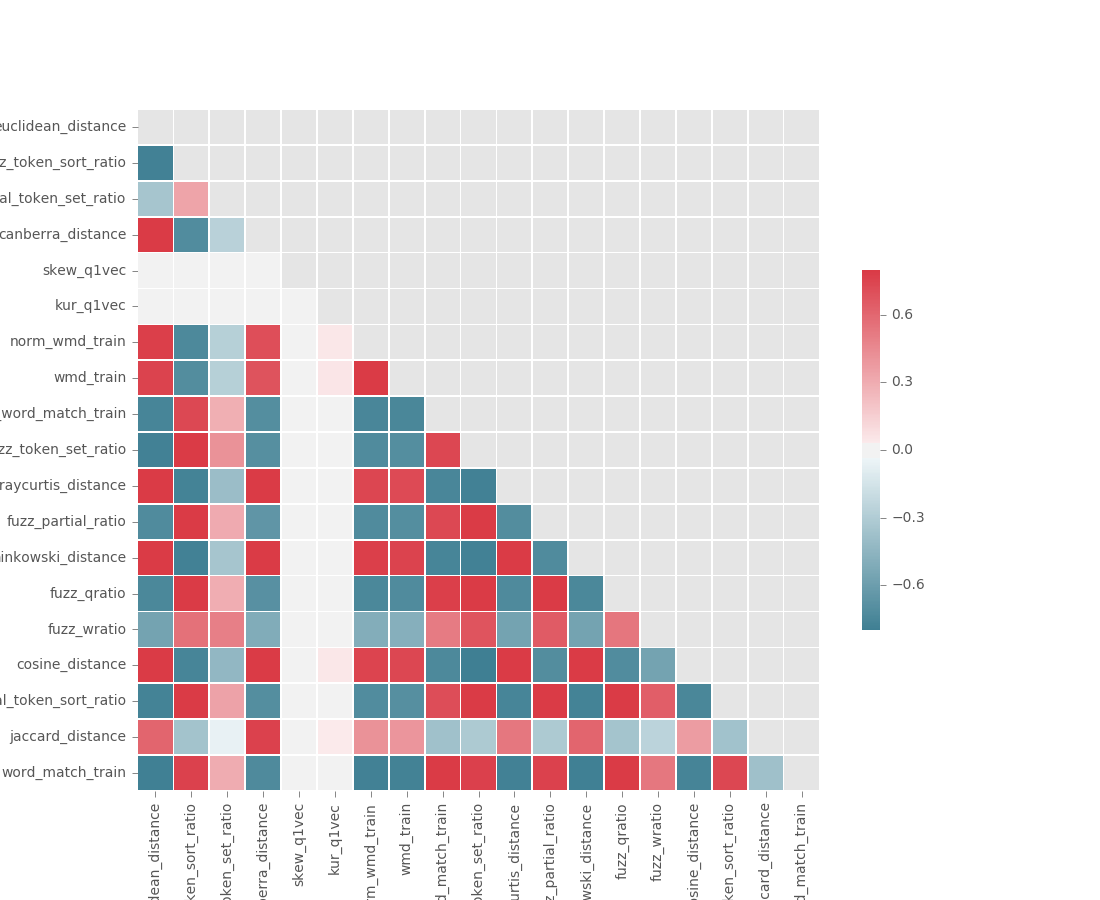 euclidean_distance
z_token_sort_ratio
al_token_set_ratio
canberra_distance
skew_q1vec
kur_q1vec
norm_wmd_train
wmd_train
_word_match_train
zz_token_set_ratio
raycurtis_distance
fuzz_partial_ratio
inkowski_distance
fuzz_qratio
fuzz_wratio
cosine_distance
al_token_sort_ratio
jaccard_distance
word_match_train
dean_distance
ken_sort_ratio
oken_set_ratio
berra_distance
skew_q1vec
kur_q1vec
rm_wmd_train
wmd_train
d_match_train
oken_set_ratio
urtis_distance
z_partial_ratio
wski_distance
fuzz_qratio
fuzz_wratio
osine_distance
ken_sort_ratio
card_distance
d_match_train
0.6
0.3
0.0
−0.3
−0.6